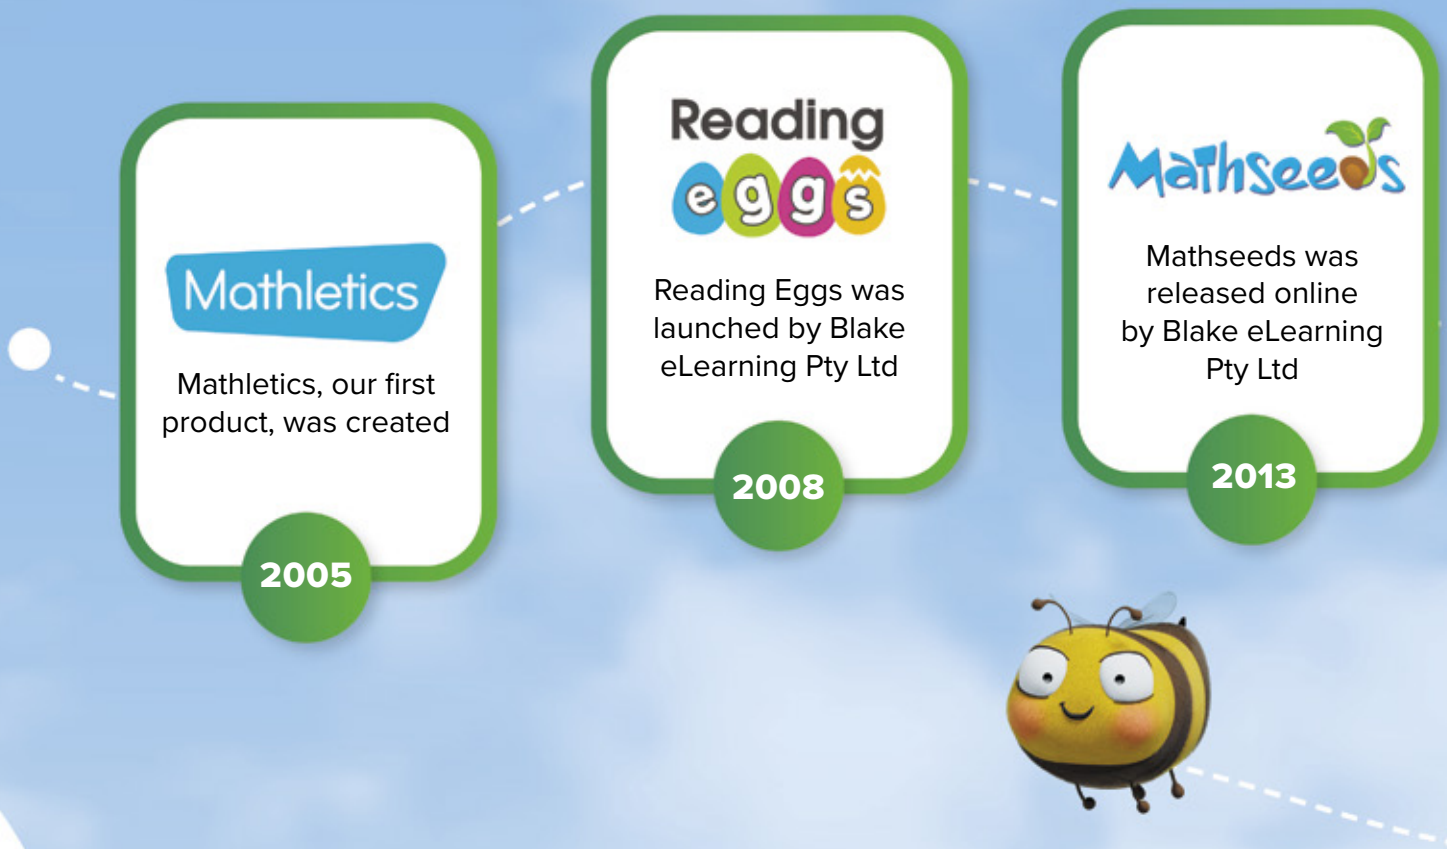 Mathletics
Mathletics, our first
product, was created
2005
Reading
eggs
Reading Eggs was
launched by Blake
eLearning Pty Ltd
2008
Mathseeds
Mathseeds was
released online
by Blake eLearning
Pty Ltd
2013